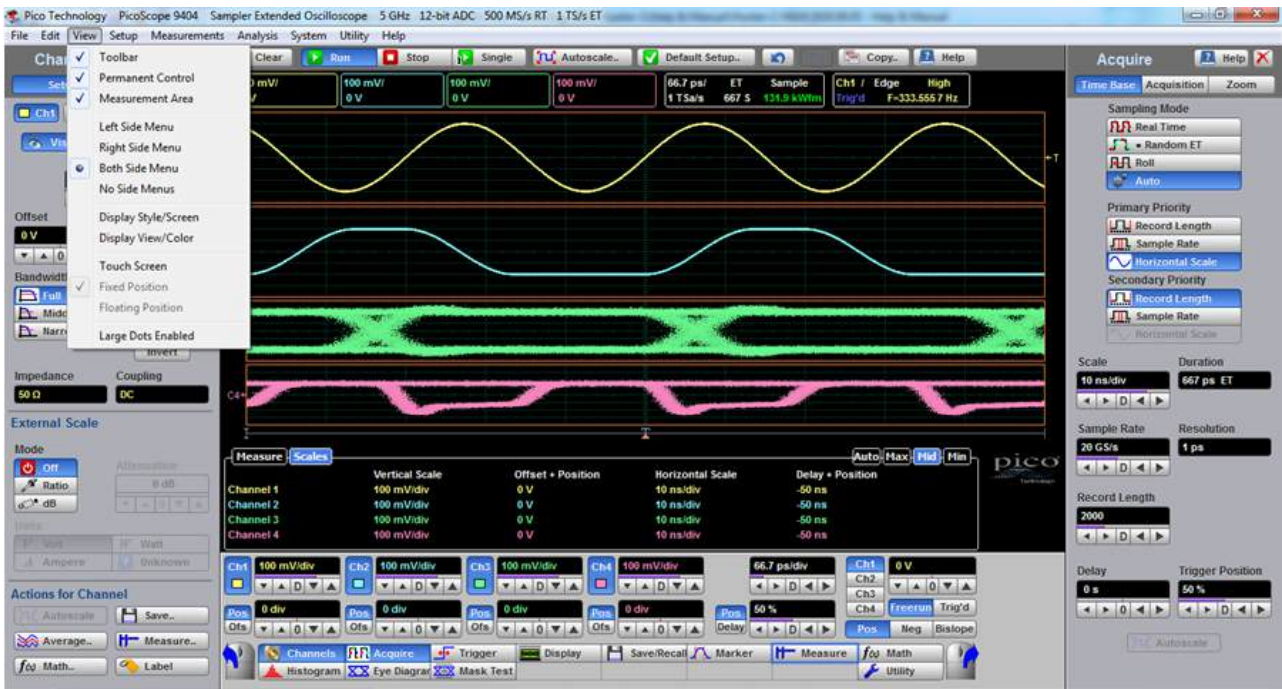 Pico Technology PicoScope 9404 Sampler Extended Oscilloscope 5 GHz 12-bit ADC 500 MS/s RT 1 TS/s ET
File Edit View Setup Measurements Analysis System Utility Help
Clear Run Stop Single Autoscale.. Default Setup.. Copy.. Help
Toolbar
Permanent Control
Measurement Area
Left Side Menu
Right Side Menu
Both Side Menu
No Side Menus
Display Style/Screen
Display View/Color
Touch Screen
Fixed Position
Floating Position
Large Dots Enabled
Ch1
Offset
0 V
Bandwidth
Full
Invert
Impedance Coupling
50 Ω DC
External Scale
Mode
Off
Ratio
dB
Attenuation
0 dB
Units
Volt Watt
Ampere Unknown
Actions for Channel
Autoscale Save..
Average.. Measure..
Math.. Label
mV/ 100 mV/ 100 mV/ 100 mV/ 66.7 ps/ ET Sample Ch1 / Edge High
0 V 0 V 0 V 1 TSa/s 667 S 131.9 kWfm Trig'd F=333.555 7 Hz
T
C4
T
Measure Scales Auto Max Mid Min
Vertical Scale Offset + Position Horizontal Scale Delay + Position
Channel 1 100 mV/div 0 V 10 ns/div -50 ns
Channel 2 100 mV/div 0 V 10 ns/div -50 ns
Channel 3 100 mV/div 0 V 10 ns/div -50 ns
Channel 4 100 mV/div 0 V 10 ns/div -50 ns
pico
Technology
Ch1 100 mV/div Ch2 100 mV/div Ch3 100 mV/div Ch4 100 mV/div 66.7 ps/div Ch1 0 V
D D D D D Ch2 0
Ch3
Pos 0 div Pos 0 div Pos 0 div Pos 0 div Pos 50 % Ch4 Freerun Trig'd
Ofs 0 Ofs 0 Ofs 0 Ofs 0 Delay D Pos Neg Bislope
Channels Acquire Trigger Display Save/Recall Marker Measure Math
Histogram Eye Diagram Mask Test Utility
Acquire Help
Time Base Acquisition Zoom
Sampling Mode
Real Time
Random ET
Roll
Auto
Primary Priority
Record Length
Sample Rate
Horizontal Scale
Secondary Priority
Record Length
Sample Rate
Horizontal Scale
Scale Duration
10 ns/div 667 ps ET
D
Sample Rate Resolution
20 GS/s 1 ps
D
Record Length
2000
D
Delay Trigger Position
0 s 50 %
0 D
Autoscale